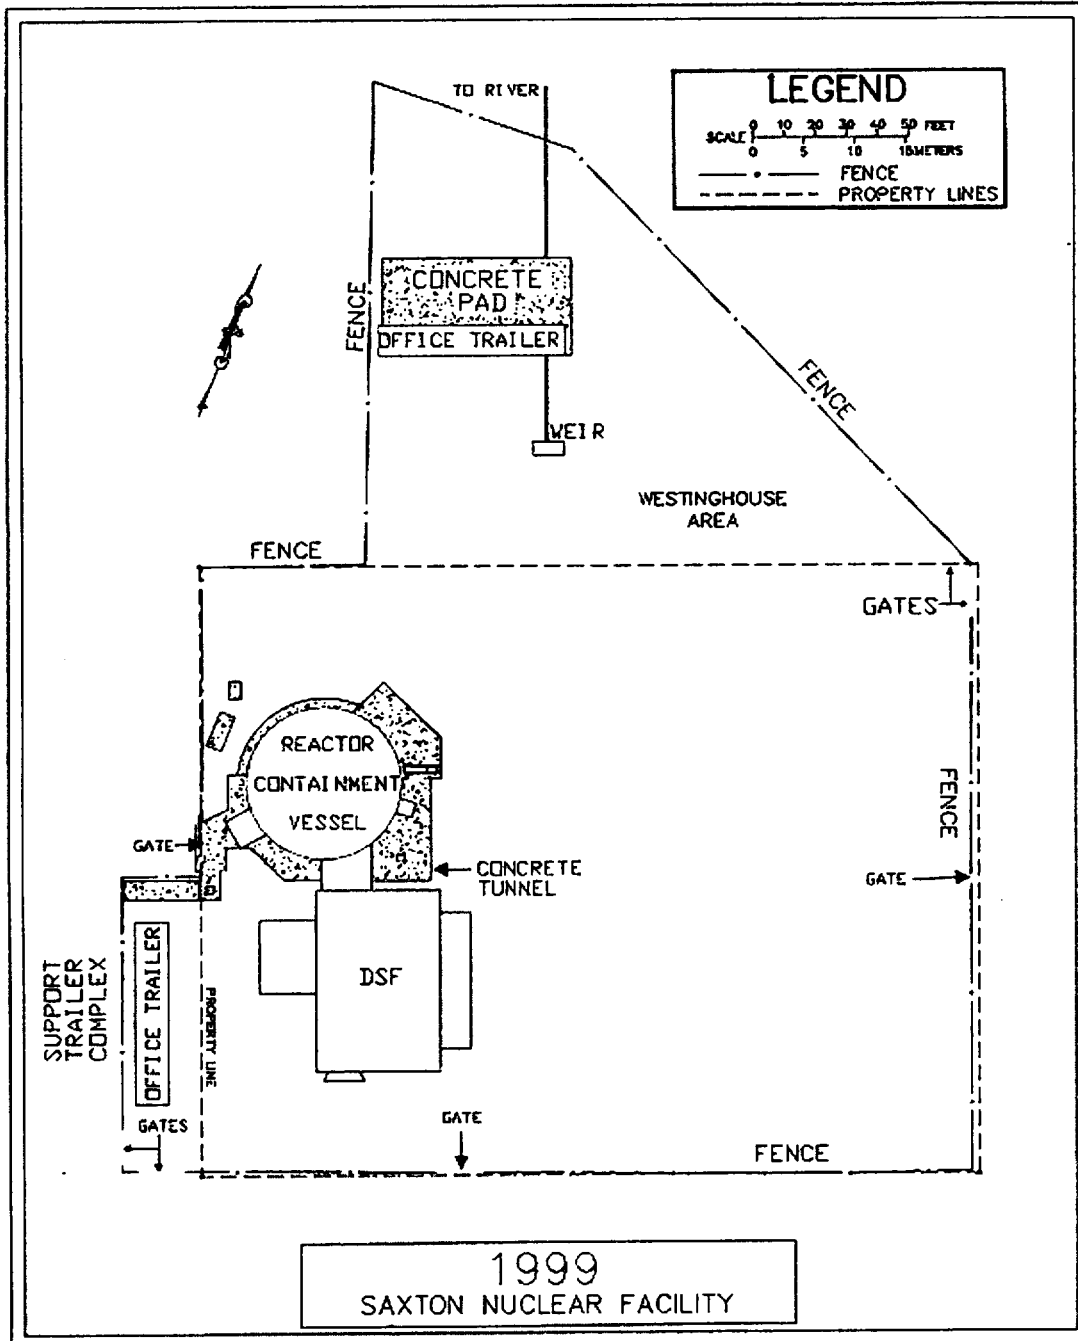 TO RIVER
LEGEND
0 10 20 30 40 50 FEET
SCALE
0 5 10 15 METERS
FENCE
PROPERTY LINES
CONCRETE
PAD
OFFICE TRAILER
FENCE
FENCE
WEIR
WESTINGHOUSE
AREA
FENCE
GATES
REACTOR
CONTAINMENT
VESSEL
FENCE
GATE
CONCRETE
TUNNEL
GATE
DSF
SUPPORT
TRAILER
COMPLEX
OFFICE TRAILER
PROPERTY LINE
GATES
GATE
FENCE
1999
SAXTON NUCLEAR FACILITY